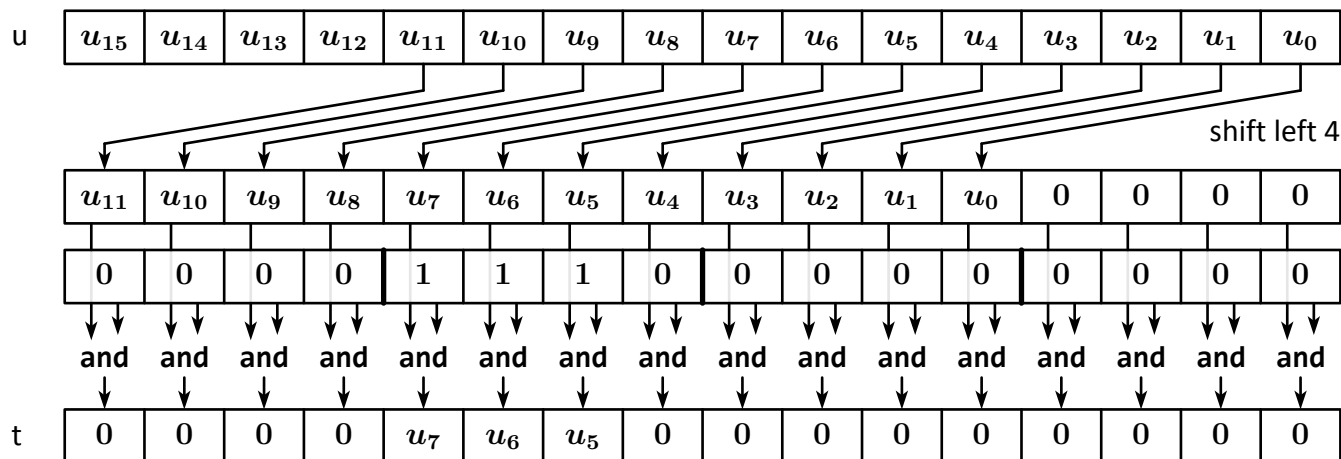 u u₁₅ u₁₄ u₁₃ u₁₂ u₁₁ u₁₀ u₉ u₈ u₇ u₆ u₅ u₄ u₃ u₂ u₁ u₀
shift left 4
u₁₁ u₁₀ u₉ u₈ u₇ u₆ u₅ u₄ u₃ u₂ u₁ u₀ 0 0 0 0
0 0 0 0 1 1 1 0 0 0 0 0 0 0 0 0
and and and and and and and and and and and and and and and and
t 0 0 0 0 u₇ u₆ u₅ 0 0 0 0 0 0 0 0 0